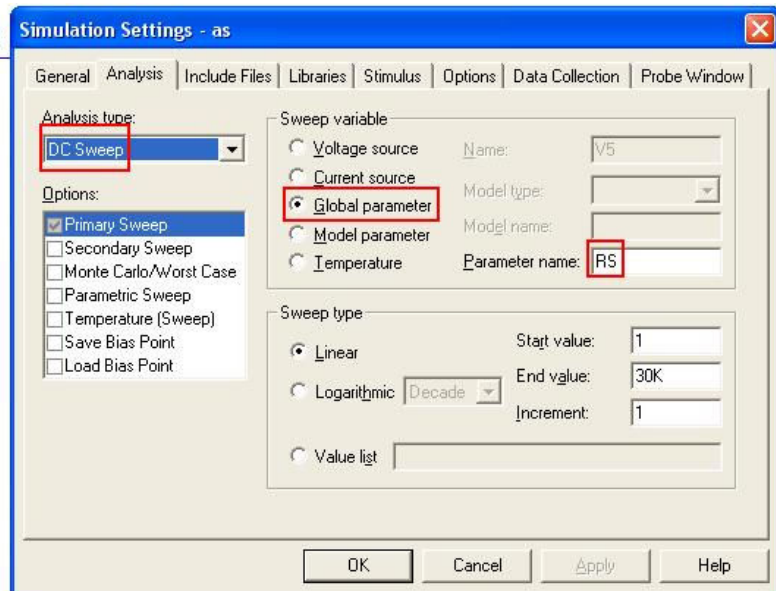 Simulation Settings - as
General
Analysis
Include Files
Libraries
Stimulus
Options
Data Collection
Probe Window
Analysis type:
DC Sweep
Options:
Primary Sweep
Secondary Sweep
Monte Carlo/Worst Case
Parametric Sweep
Temperature (Sweep)
Save Bias Point
Load Bias Point
Sweep variable
Voltage source
Current source
Global parameter
Model parameter
Temperature
Name:
V5
Model type:
Model name:
Parameter name:
RS
Sweep type
Linear
Logarithmic
Decade
Value list
Start value:
1
End value:
30K
Increment:
1
OK
Cancel
Apply
Help